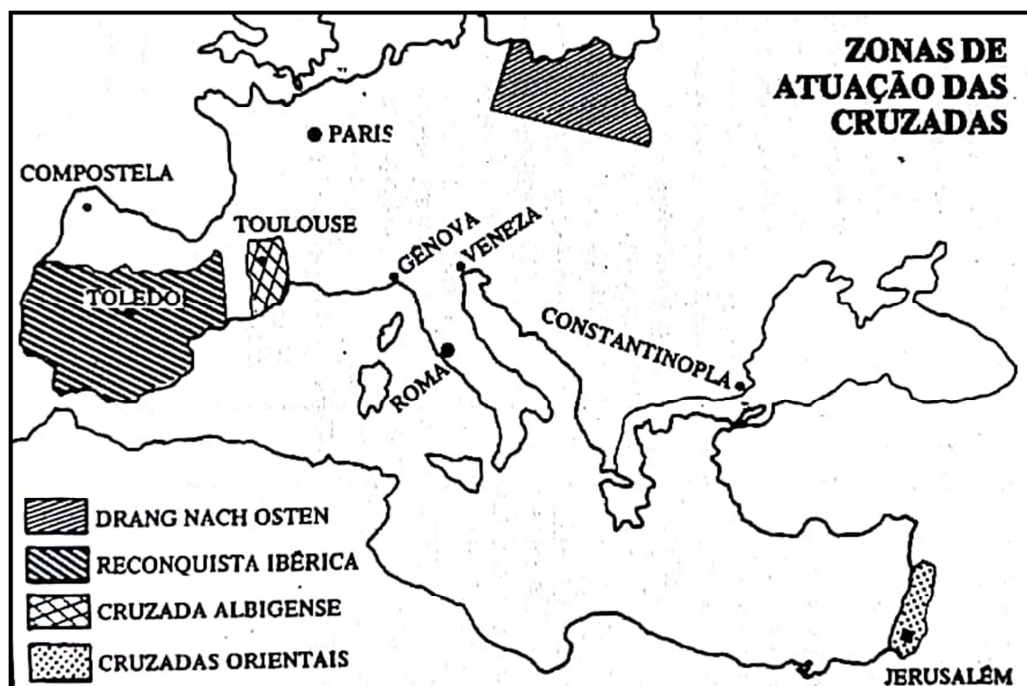 ZONAS DE
ATUAÇÃO DAS
CRUZADAS
PARIS
COMPOSTELA
TOULOUSE
GÊNOVA
VENEZA
TOLEDO
CONSTANTINOPLA
ROMA
DRANG NACH OSTEN
RECONQUISTA IBÉRICA
CRUZADA ALBIGENSE
CRUZADAS ORIENTAIS
JERUSALÉM